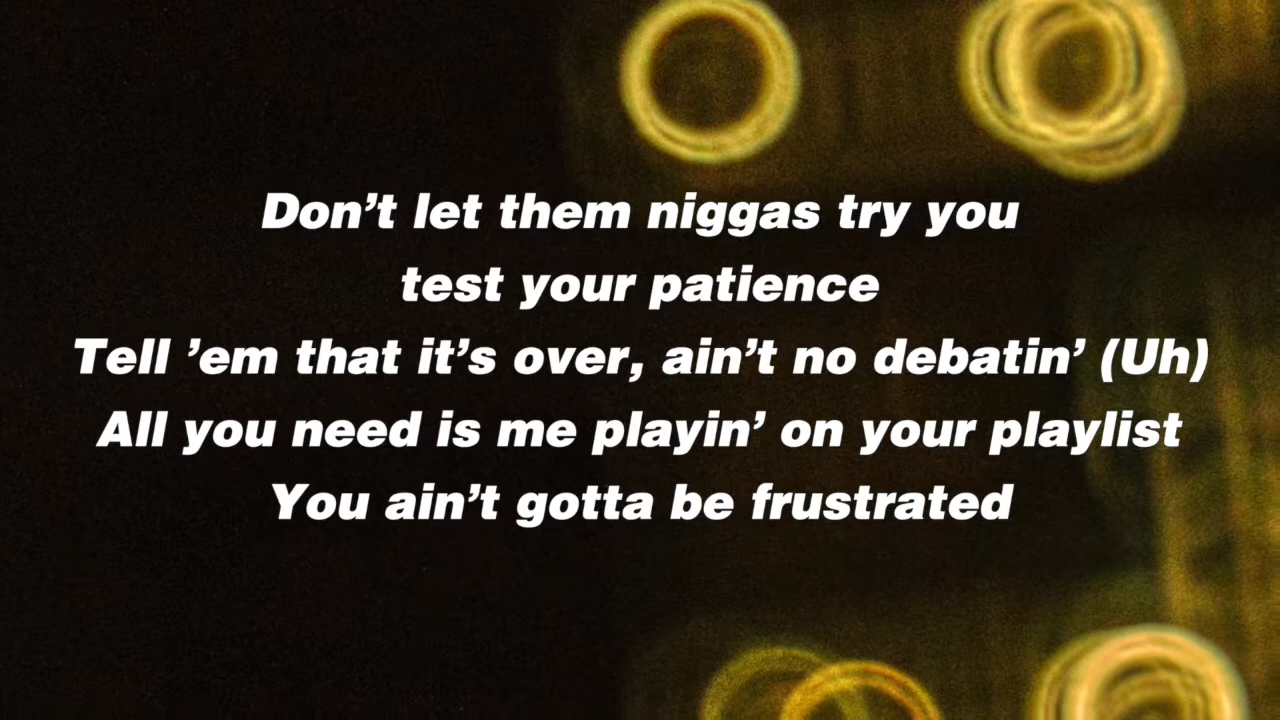 Don’t let them niggas try you
test your patience
Tell ’em that it’s over, ain’t no debatin’ (Uh)
All you need is me playin’ on your playlist
You ain’t gotta be frustrated